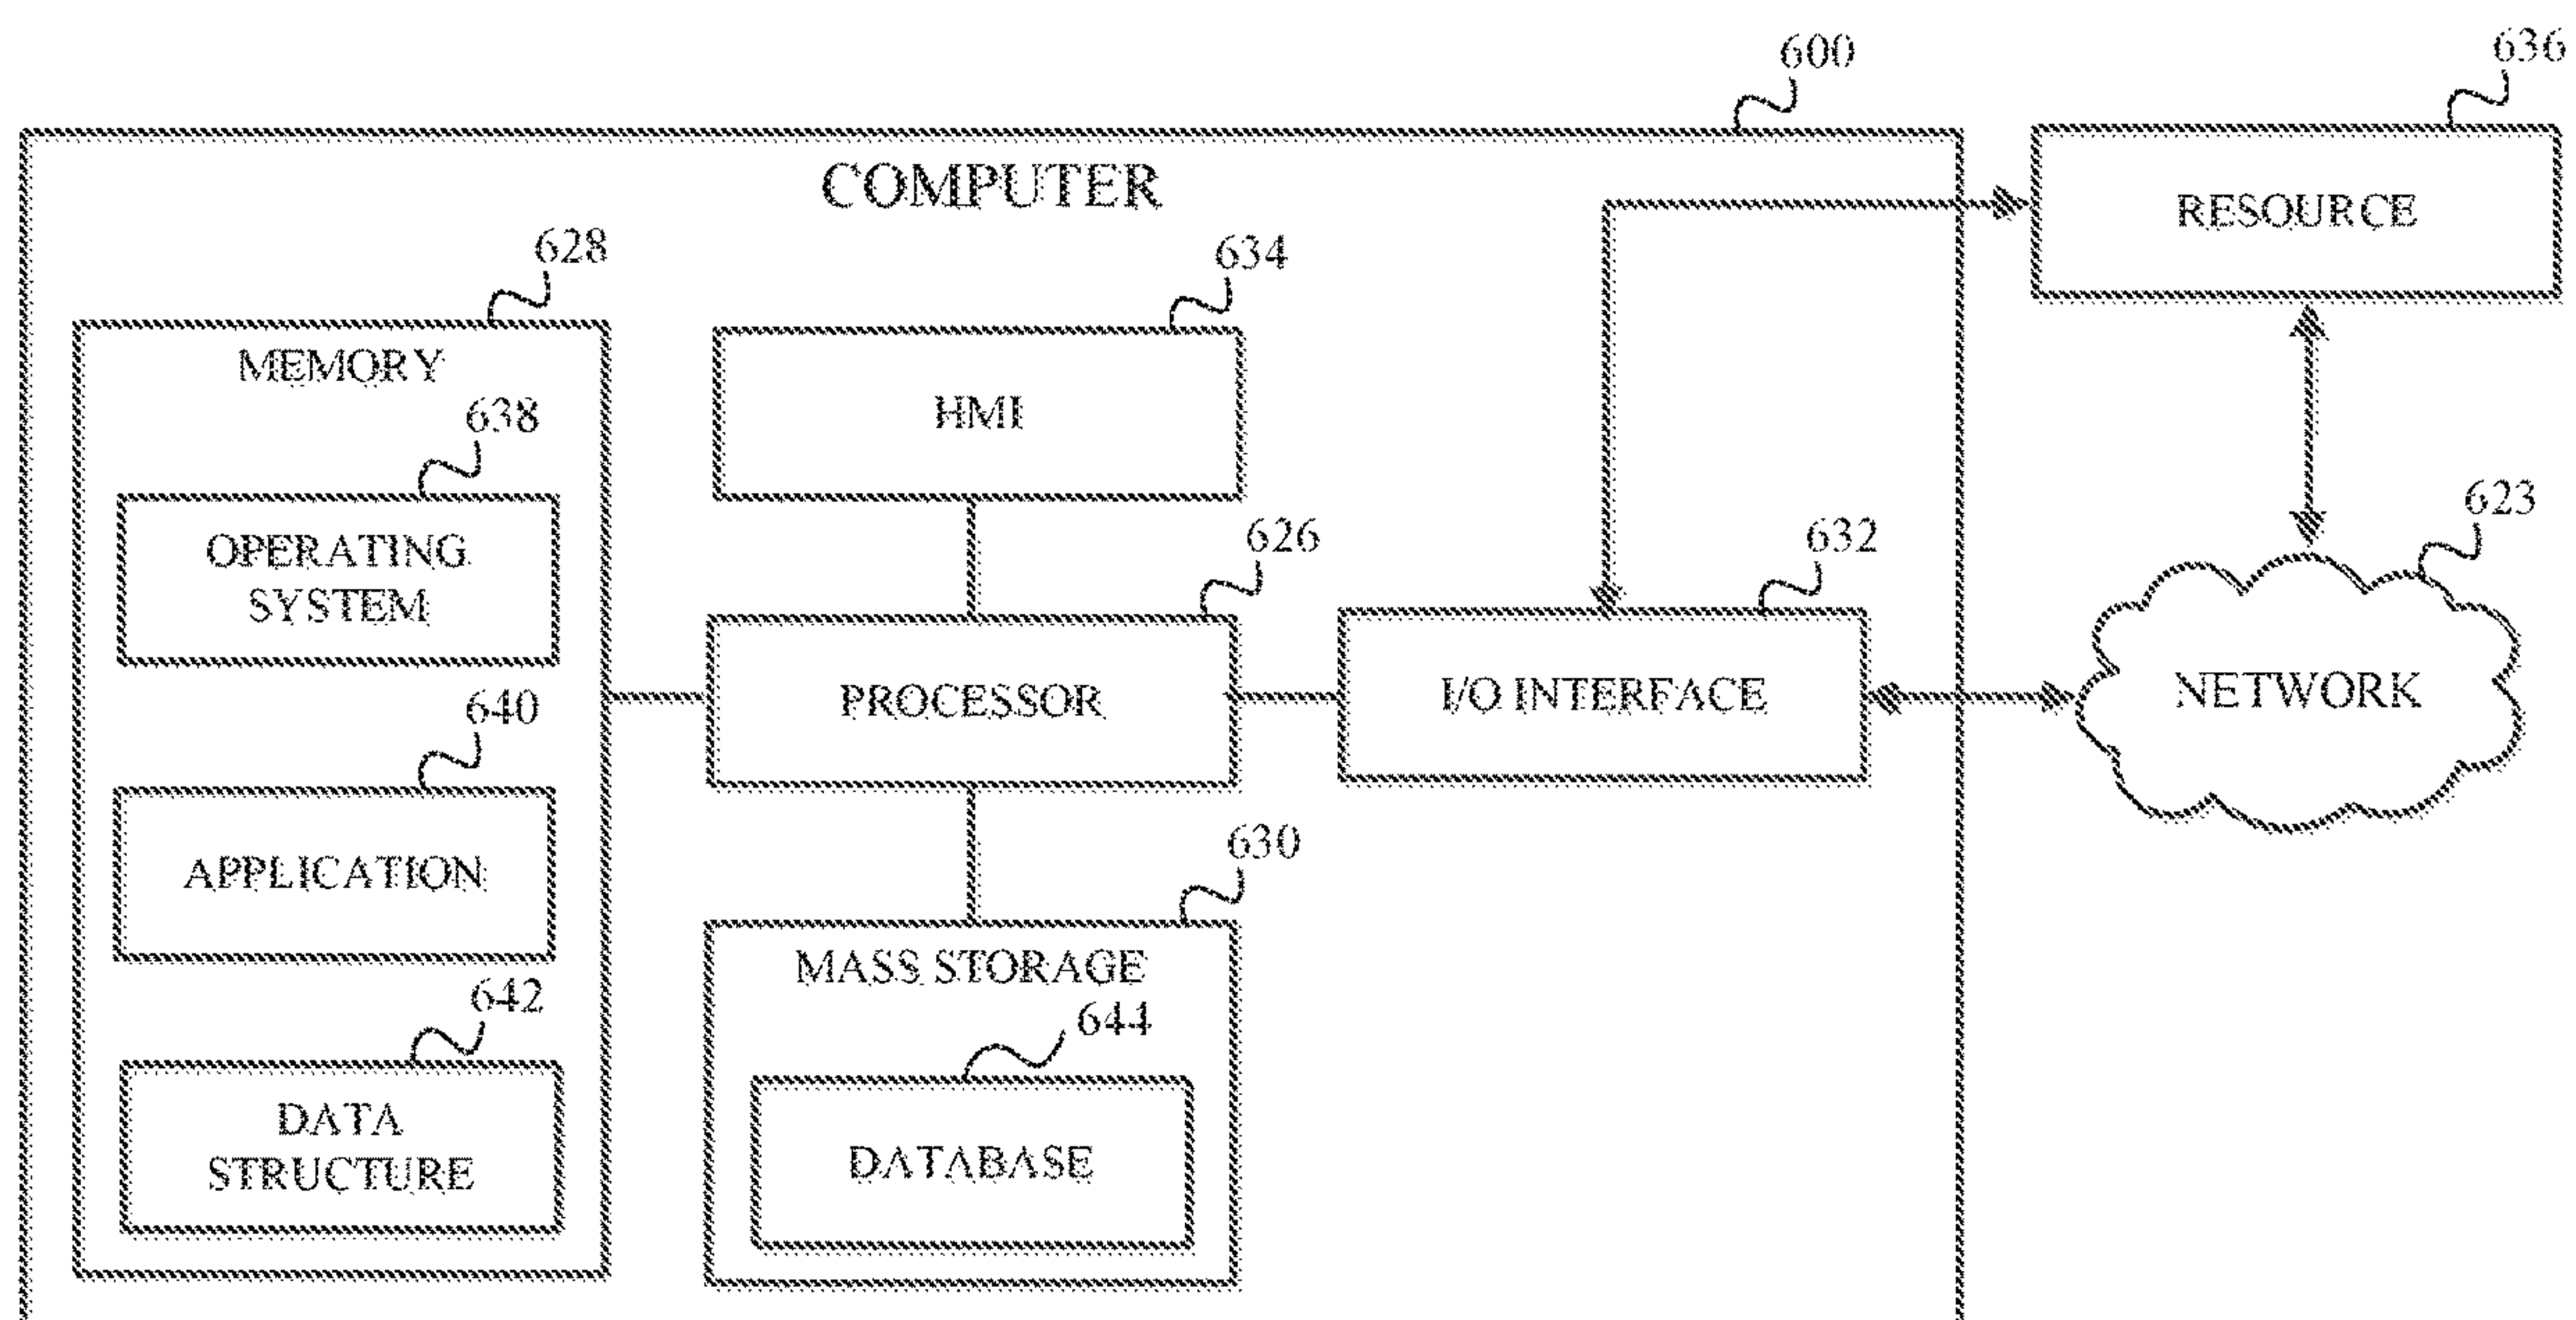 600
636
COMPUTER
RESOURCE
628
634
MEMORY
HMI
638
OPERATING
SYSTEM
626
632
623
PROCESSOR
I/O INTERFACE
NETWORK
640
APPLICATION
630
MASS STORAGE
642
644
DATA
STRUCTURE
DATABASE